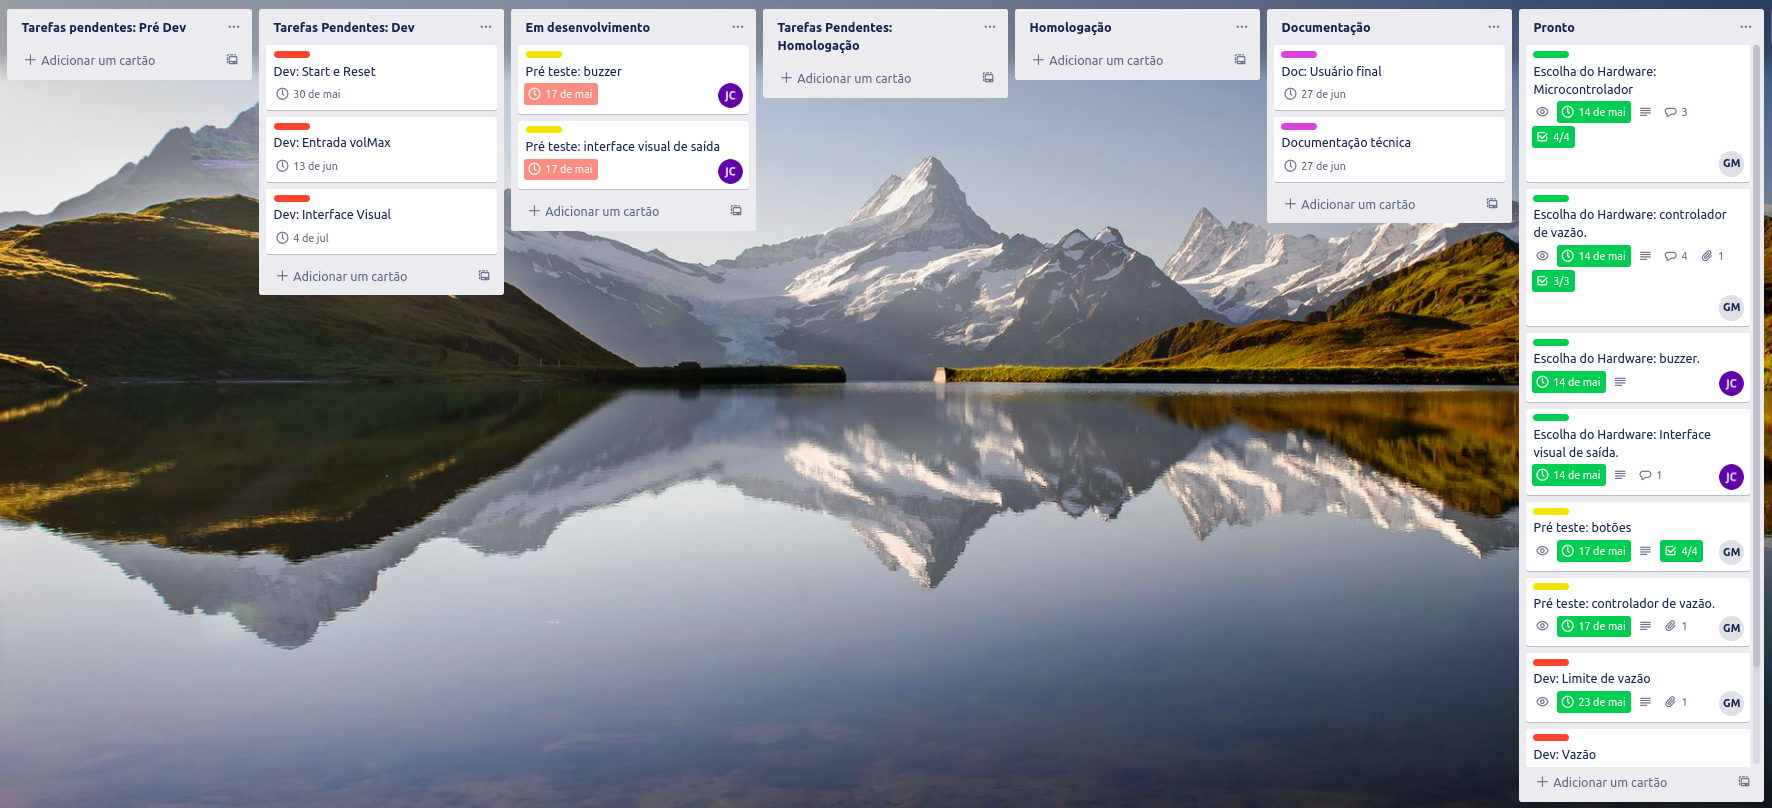 Tarefas pendentes: Pré Dev
Adicionar um cartão
Tarefas Pendentes: Dev
Dev: Start e Reset
30 de mai
Dev: Entrada volMax
13 de jun
Dev: Interface Visual
4 de jul
Adicionar um cartão
Em desenvolvimento
Pré teste: buzzer
17 de mai
JC
Pré teste: interface visual de saída
17 de mai
JC
Adicionar um cartão
Tarefas Pendentes:
Homologação
Adicionar um cartão
Homologação
Adicionar um cartão
Documentação
Doc: Usuário final
27 de jun
Documentação técnica
27 de jun
Adicionar um cartão
Pronto
Escolha do Hardware:
Microcontrolador
14 de mai 3
4/4
GM
Escolha do Hardware: controlador
de vazão.
14 de mai 4 1
3/3
GM
Escolha do Hardware: buzzer.
14 de mai
JC
Escolha do Hardware: Interface
visual de saída.
14 de mai 1
JC
Pré teste: botões
17 de mai 4/4
GM
Pré teste: controlador de vazão.
17 de mai 1
GM
Dev: Limite de vazão
23 de mai 1
GM
Dev: Vazão
Adicionar um cartão